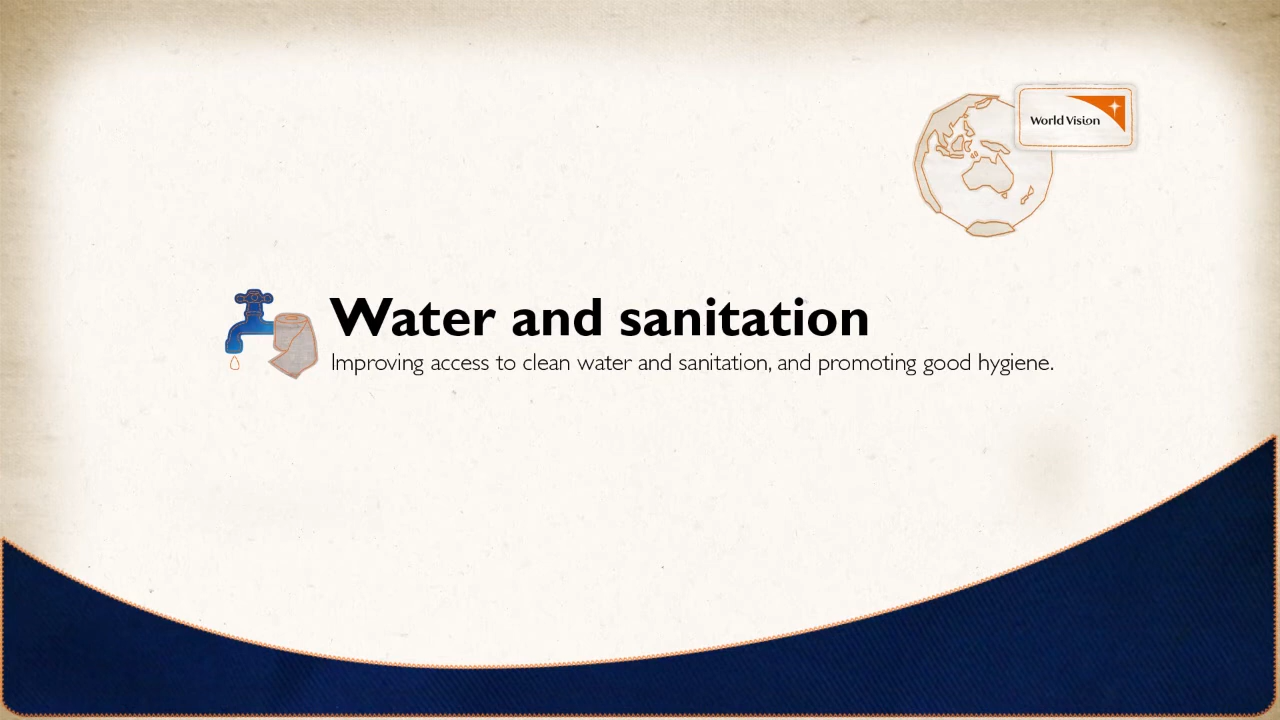 World Vision
Water and sanitation
Improving access to clean water and sanitation, and promoting good hygiene.